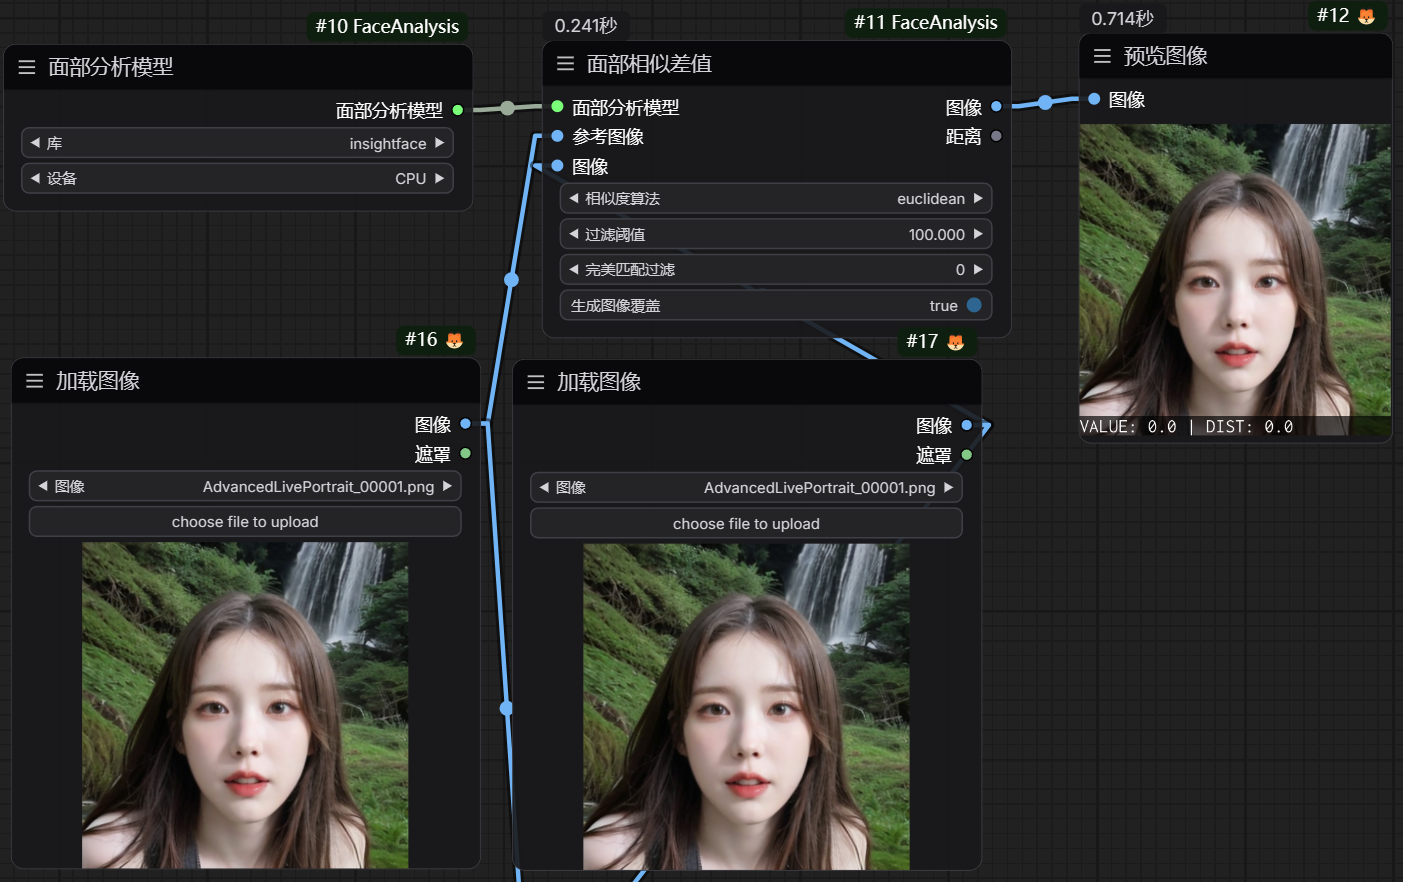 #10 FaceAnalysis
面部分析模型
面部分析模型
库 insightface
设备 CPU
0.241秒
#11 FaceAnalysis
面部相似差值
面部分析模型 图像
参考图像 距离
图像
相似度算法 euclidean
过滤阈值 100.000
完美匹配过滤 0
生成图像覆盖 true
0.714秒
#12
预览图像
图像
VALUE: 0.0 | DIST: 0.0
#16
加载图像
图像
遮罩
图像 AdvancedLivePortrait_00001.png
choose file to upload
#17
加载图像
图像
遮罩
图像 AdvancedLivePortrait_00001.png
choose file to upload